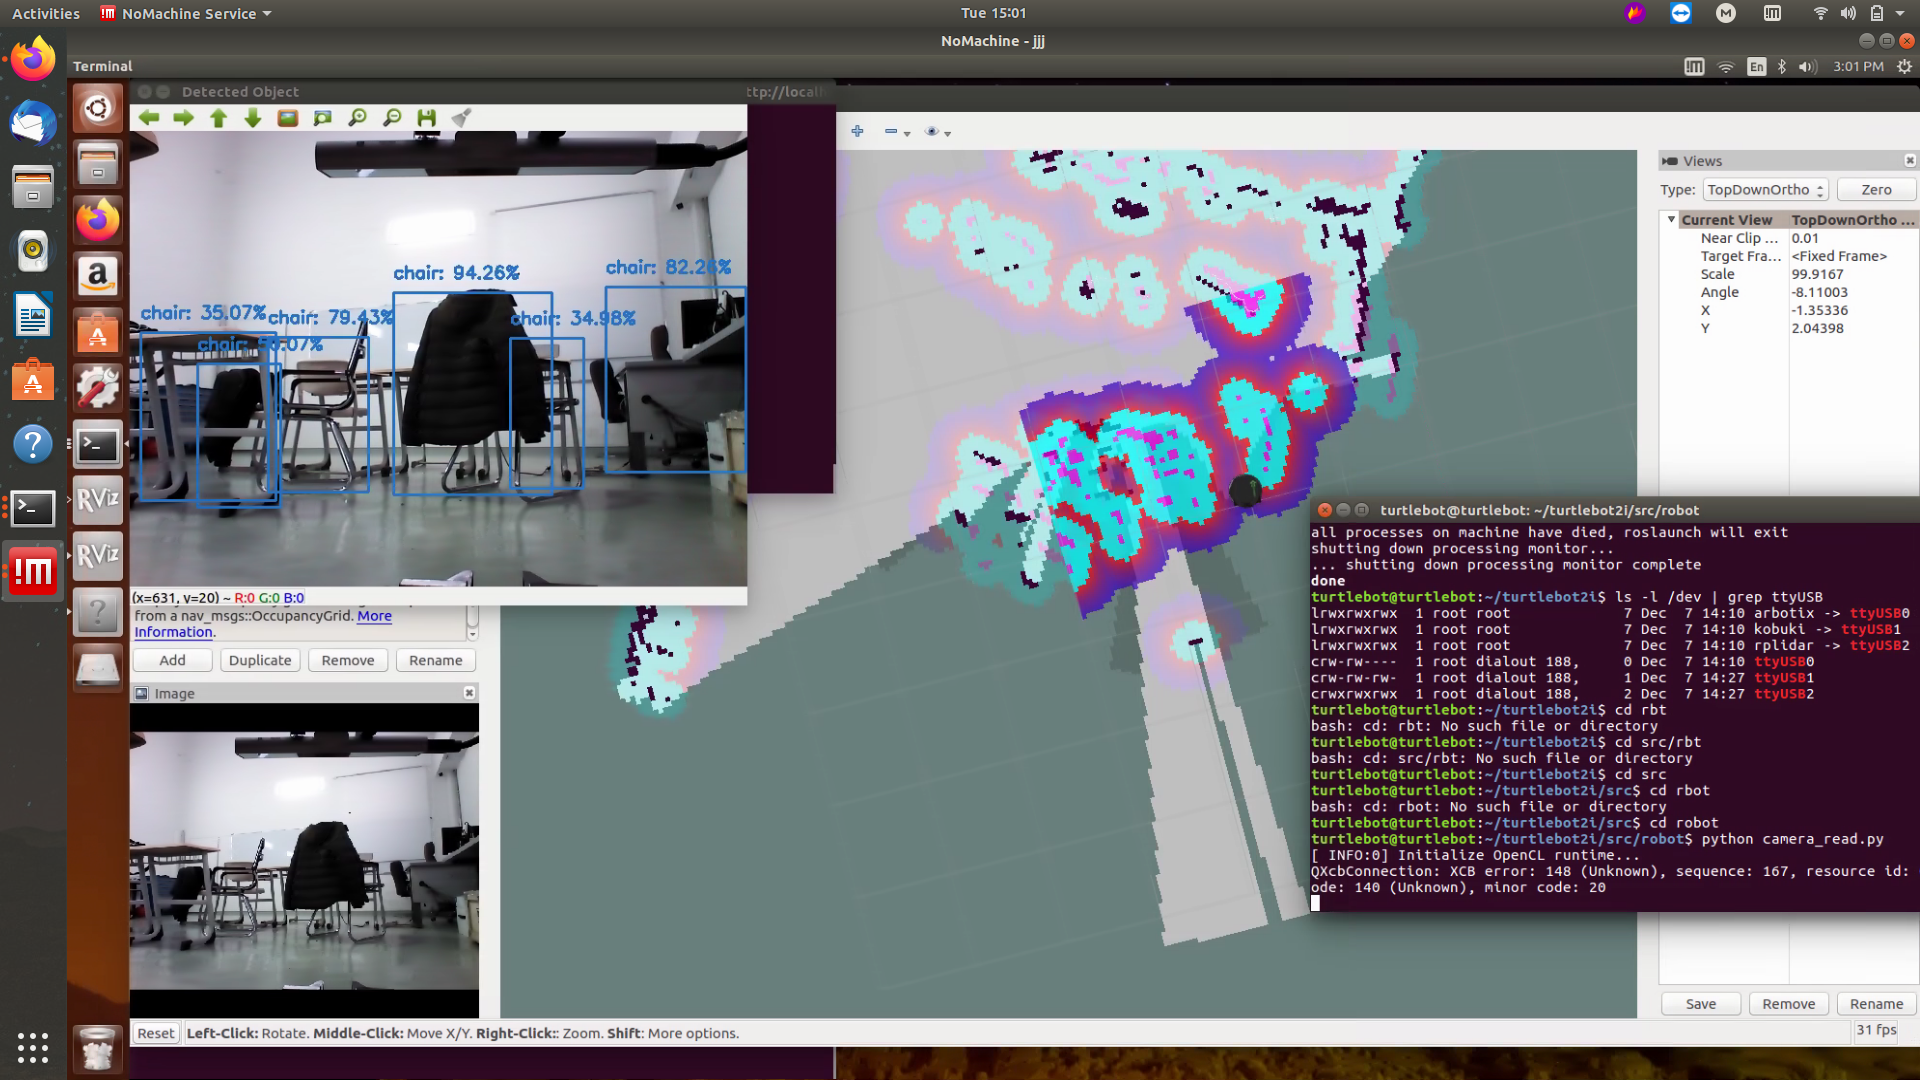 Activities
NoMachine Service
Tue 15:01
NoMachine - jjj
Terminal
En
3:01 PM
Detected Object
ttp://localh
chair: 94.26%
chair: 82.26%
chair: 35.07%
chair: 79.43%
chair: 34.98%
(x=631, y=20) ~ R:0 G:0 B:0
from a nav_msgs::OccupancyGrid. More
Information.
Add
Duplicate
Remove
Rename
Image
Reset
Left-Click: Rotate. Middle-Click: Move X/Y. Right-Click:: Zoom. Shift: More options.
31 fps
Views
Type:
TopDownOrtho
Zero
Current View TopDownOrtho ...
Near Clip ... 0.01
Target Fra... <Fixed Frame>
Scale 99.9167
Angle -8.11003
X -1.35336
Y 2.04398
Save
Remove
Rename
turtlebot@turtlebot: ~/turtlebot2i/src/robot
all processes on machine have died, roslaunch will exit
shutting down processing monitor...
... shutting down processing monitor complete
done
turtlebot@turtlebot:~/turtlebot2i$ ls -l /dev | grep ttyUSB
lrwxrwxrwx 1 root root 7 Dec 7 14:10 arbotix -> ttyUSB0
lrwxrwxrwx 1 root root 7 Dec 7 14:10 kobuki -> ttyUSB1
lrwxrwxrwx 1 root root 7 Dec 7 14:10 rplidar -> ttyUSB2
crw-rw---- 1 root dialout 188, 0 Dec 7 14:10 ttyUSB0
crw-rw-rw- 1 root dialout 188, 1 Dec 7 14:27 ttyUSB1
crwxrwxrwx 1 root dialout 188, 2 Dec 7 14:27 ttyUSB2
turtlebot@turtlebot:~/turtlebot2i$ cd rbt
bash: cd: rbt: No such file or directory
turtlebot@turtlebot:~/turtlebot2i$ cd src/rbt
bash: cd: src/rbt: No such file or directory
turtlebot@turtlebot:~/turtlebot2i$ cd src
turtlebot@turtlebot:~/turtlebot2i/src$ cd rbot
bash: cd: rbot: No such file or directory
turtlebot@turtlebot:~/turtlebot2i/src$ cd robot
turtlebot@turtlebot:~/turtlebot2i/src/robot$ python camera_read.py
[ INFO:0] Initialize OpenCL runtime...
QXcbConnection: XCB error: 148 (Unknown), sequence: 167, resource id:
ode: 140 (Unknown), minor code: 20
RViz
RViz